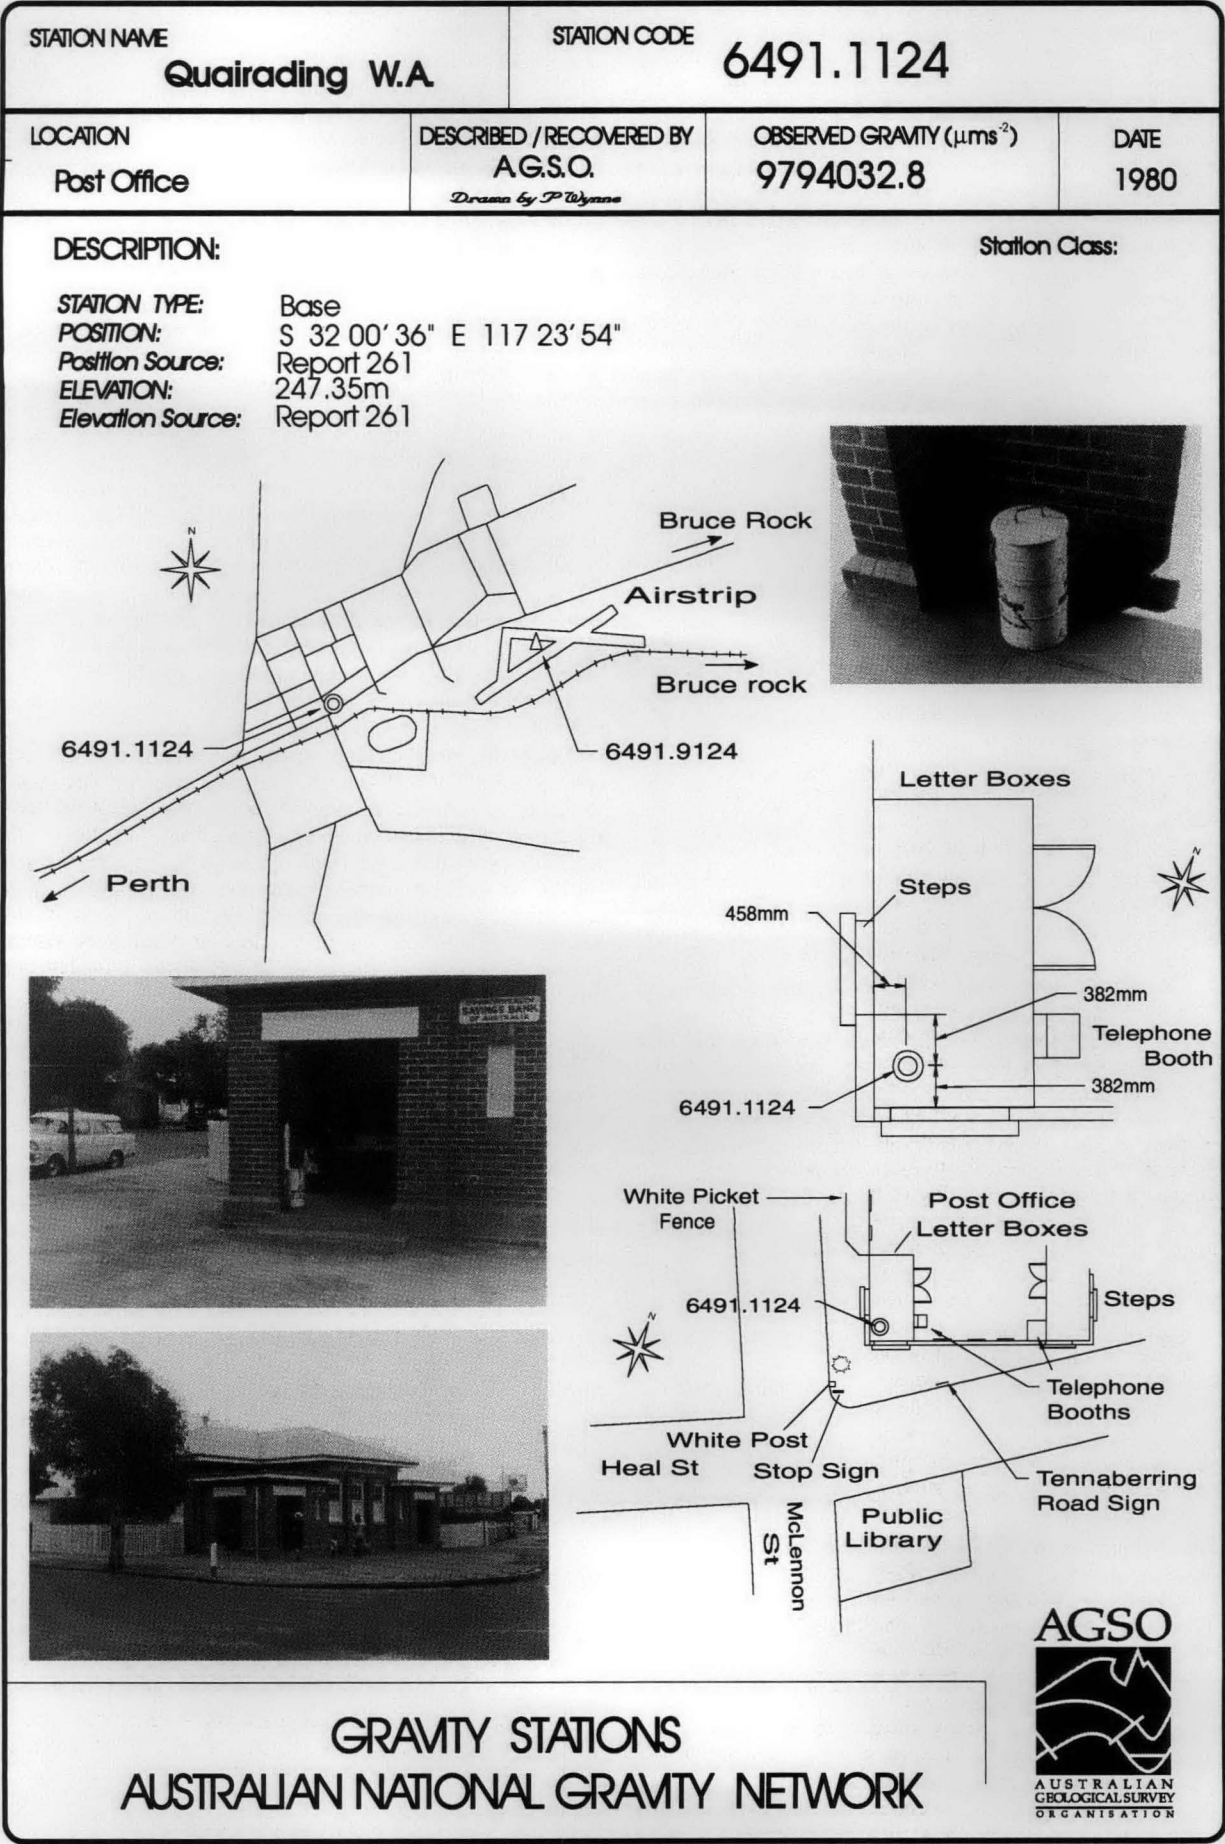 STATION NAME
Quairading W.A.
STATION CODE
6491.1124
LOCATION
Post Office
DESCRIBED / RECOVERED BY
A.G.S.O.
Drawn by P Wynne
OBSERVED GRAVITY (μms⁻²)
9794032.8
DATE
1980
DESCRIPTION:
Station Class:
STATION TYPE: Base
POSITION: S 32 00' 36" E 117 23' 54"
Position Source: Report 261
ELEVATION: 247.35m
Elevation Source: Report 261
N
Bruce Rock
Airstrip
Bruce rock
6491.1124
6491.9124
Perth
Letter Boxes
N
Steps
458mm
382mm
Telephone
Booth
382mm
6491.1124
SAVINGS BANK
OF AUSTRALIA
White Picket
Fence
Post Office
Letter Boxes
6491.1124
Steps
N
Telephone
Booths
White Post
Heal St
Stop Sign
Tennaberring
Road Sign
McLennon
St
Public
Library
AGSO
AUSTRALIAN
GEOLOGICAL SURVEY
ORGANISATION
GRAVITY STATIONS
AUSTRALIAN NATIONAL GRAVITY NETWORK